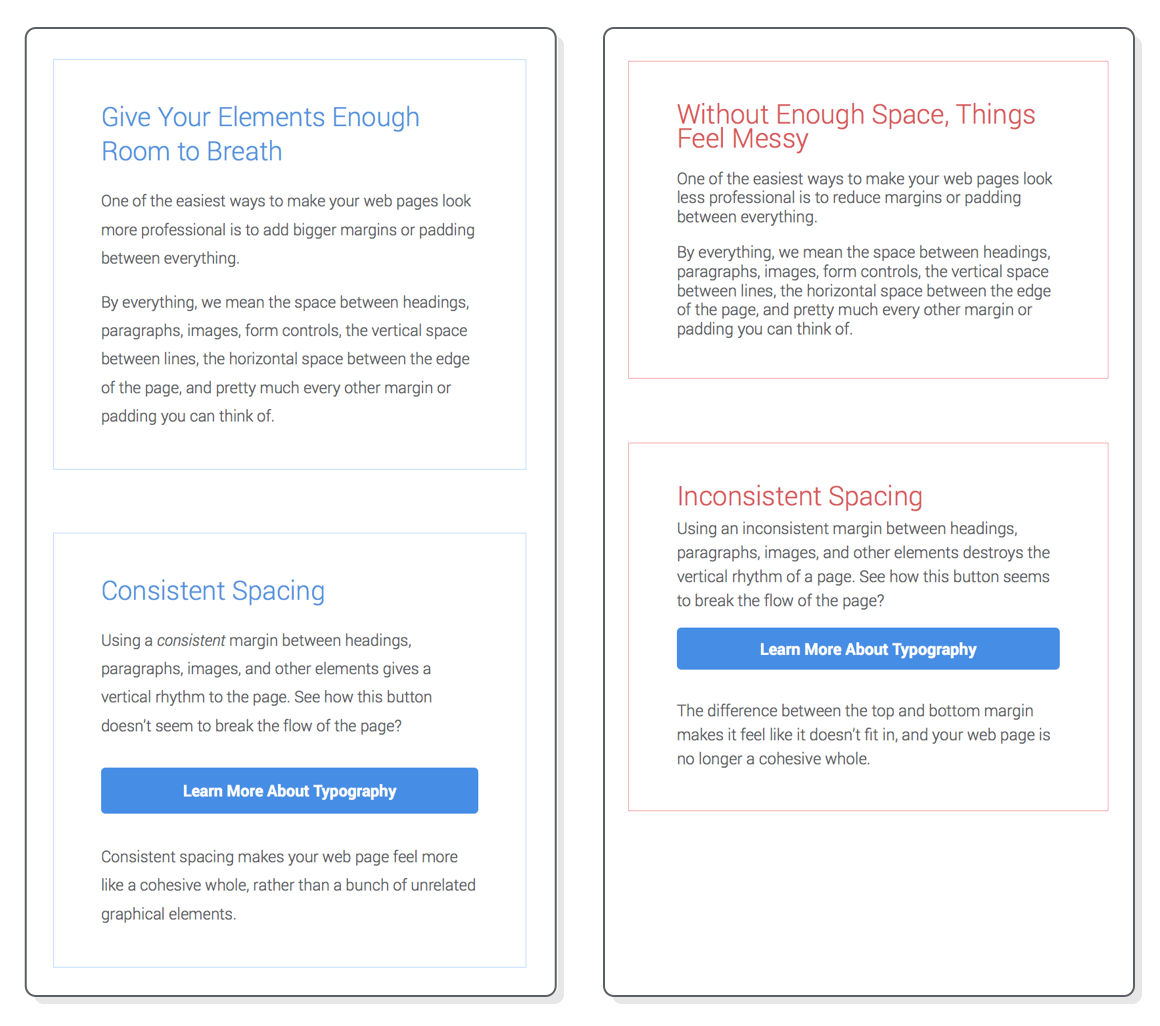 Give Your Elements Enough
Room to Breath
One of the easiest ways to make your web pages look
more professional is to add bigger margins or padding
between everything.
By everything, we mean the space between headings,
paragraphs, images, form controls, the vertical space
between lines, the horizontal space between the edge
of the page, and pretty much every other margin or
padding you can think of.
Consistent Spacing
Using a consistent margin between headings,
paragraphs, images, and other elements gives a
vertical rhythm to the page. See how this button
doesn't seem to break the flow of the page?
Learn More About Typography
Consistent spacing makes your web page feel more
like a cohesive whole, rather than a bunch of unrelated
graphical elements.
Without Enough Space, Things
Feel Messy
One of the easiest ways to make your web pages look
less professional is to reduce margins or padding
between everything.
By everything, we mean the space between headings,
paragraphs, images, form controls, the vertical space
between lines, the horizontal space between the edge
of the page, and pretty much every other margin or
padding you can think of.
Inconsistent Spacing
Using an inconsistent margin between headings,
paragraphs, images, and other elements destroys the
vertical rhythm of a page. See how this button seems
to break the flow of the page?
Learn More About Typography
The difference between the top and bottom margin
makes it feel like it doesn't fit in, and your web page is
no longer a cohesive whole.